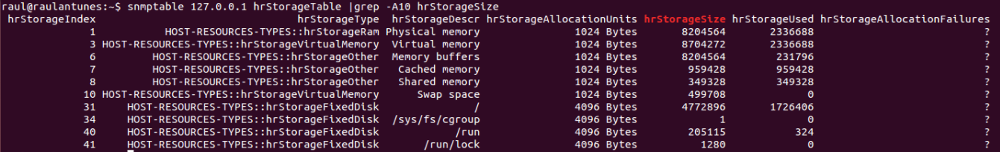 raul@raulantunes:~$ snmptable 127.0.0.1 hrStorageTable |grep -A10 hrStorageSize
hrStorageIndex hrStorageType hrStorageDescr hrStorageAllocationUnits hrStorageSize hrStorageUsed hrStorageAllocationFailures
1 HOST-RESOURCES-TYPES::hrStorageRam Physical memory 1024 Bytes 8204564 2336688 ?
3 HOST-RESOURCES-TYPES::hrStorageVirtualMemory Virtual memory 1024 Bytes 8704272 2336688 ?
6 HOST-RESOURCES-TYPES::hrStorageOther Memory buffers 1024 Bytes 8204564 231796 ?
7 HOST-RESOURCES-TYPES::hrStorageOther Cached memory 1024 Bytes 959428 959428 ?
8 HOST-RESOURCES-TYPES::hrStorageOther Shared memory 1024 Bytes 349328 349328 ?
10 HOST-RESOURCES-TYPES::hrStorageVirtualMemory Swap space 1024 Bytes 499708 0 ?
31 HOST-RESOURCES-TYPES::hrStorageFixedDisk / 4096 Bytes 4772896 1726406 ?
34 HOST-RESOURCES-TYPES::hrStorageFixedDisk /sys/fs/cgroup 4096 Bytes 1 0 ?
40 HOST-RESOURCES-TYPES::hrStorageFixedDisk /run 4096 Bytes 205115 324 ?
41 HOST-RESOURCES-TYPES::hrStorageFixedDisk /run/lock 4096 Bytes 1280 0 ?